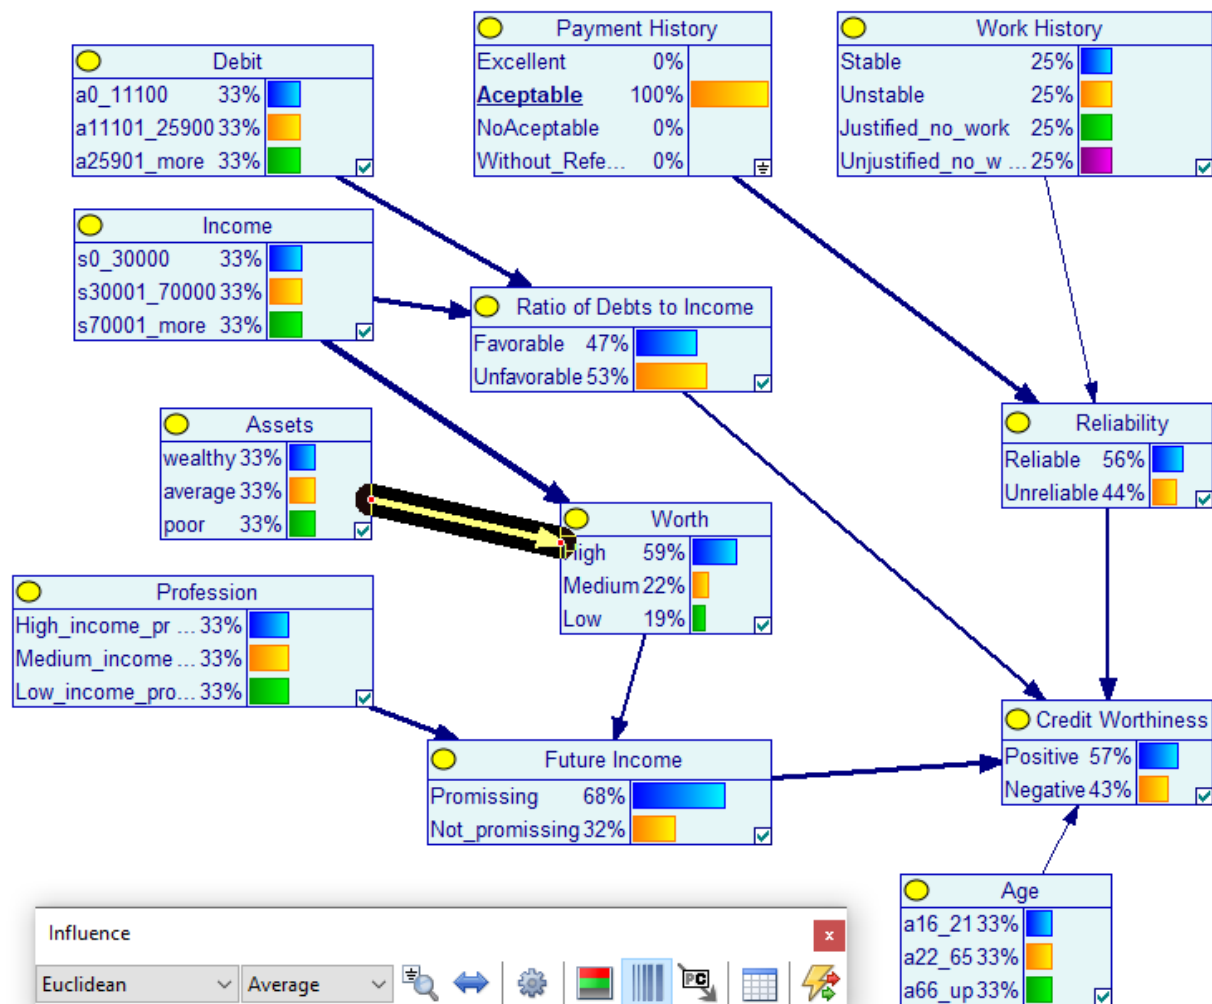 Debit
a0_11100 33%
a11101_25900 33%
a25901_more 33%
Payment History
Excellent 0%
Aceptable 100%
NoAceptable 0%
Without_Refe... 0%
Work History
Stable 25%
Unstable 25%
Justified_no_work 25%
Unjustified_no_w ... 25%
Income
s0_30000 33%
s30001_70000 33%
s70001_more 33%
Ratio of Debts to Income
Favorable 47%
Unfavorable 53%
Assets
wealthy 33%
average 33%
poor 33%
Reliability
Reliable 56%
Unreliable 44%
Worth
High 59%
Medium 22%
Low 19%
Profession
High_income_pr ... 33%
Medium_income ... 33%
Low_income_pro... 33%
Future Income
Promissing 68%
Not_promissing 32%
Credit Worthiness
Positive 57%
Negative 43%
Age
a16_21 33%
a22_65 33%
a66_up 33%
Influence
x
Euclidean Average PC